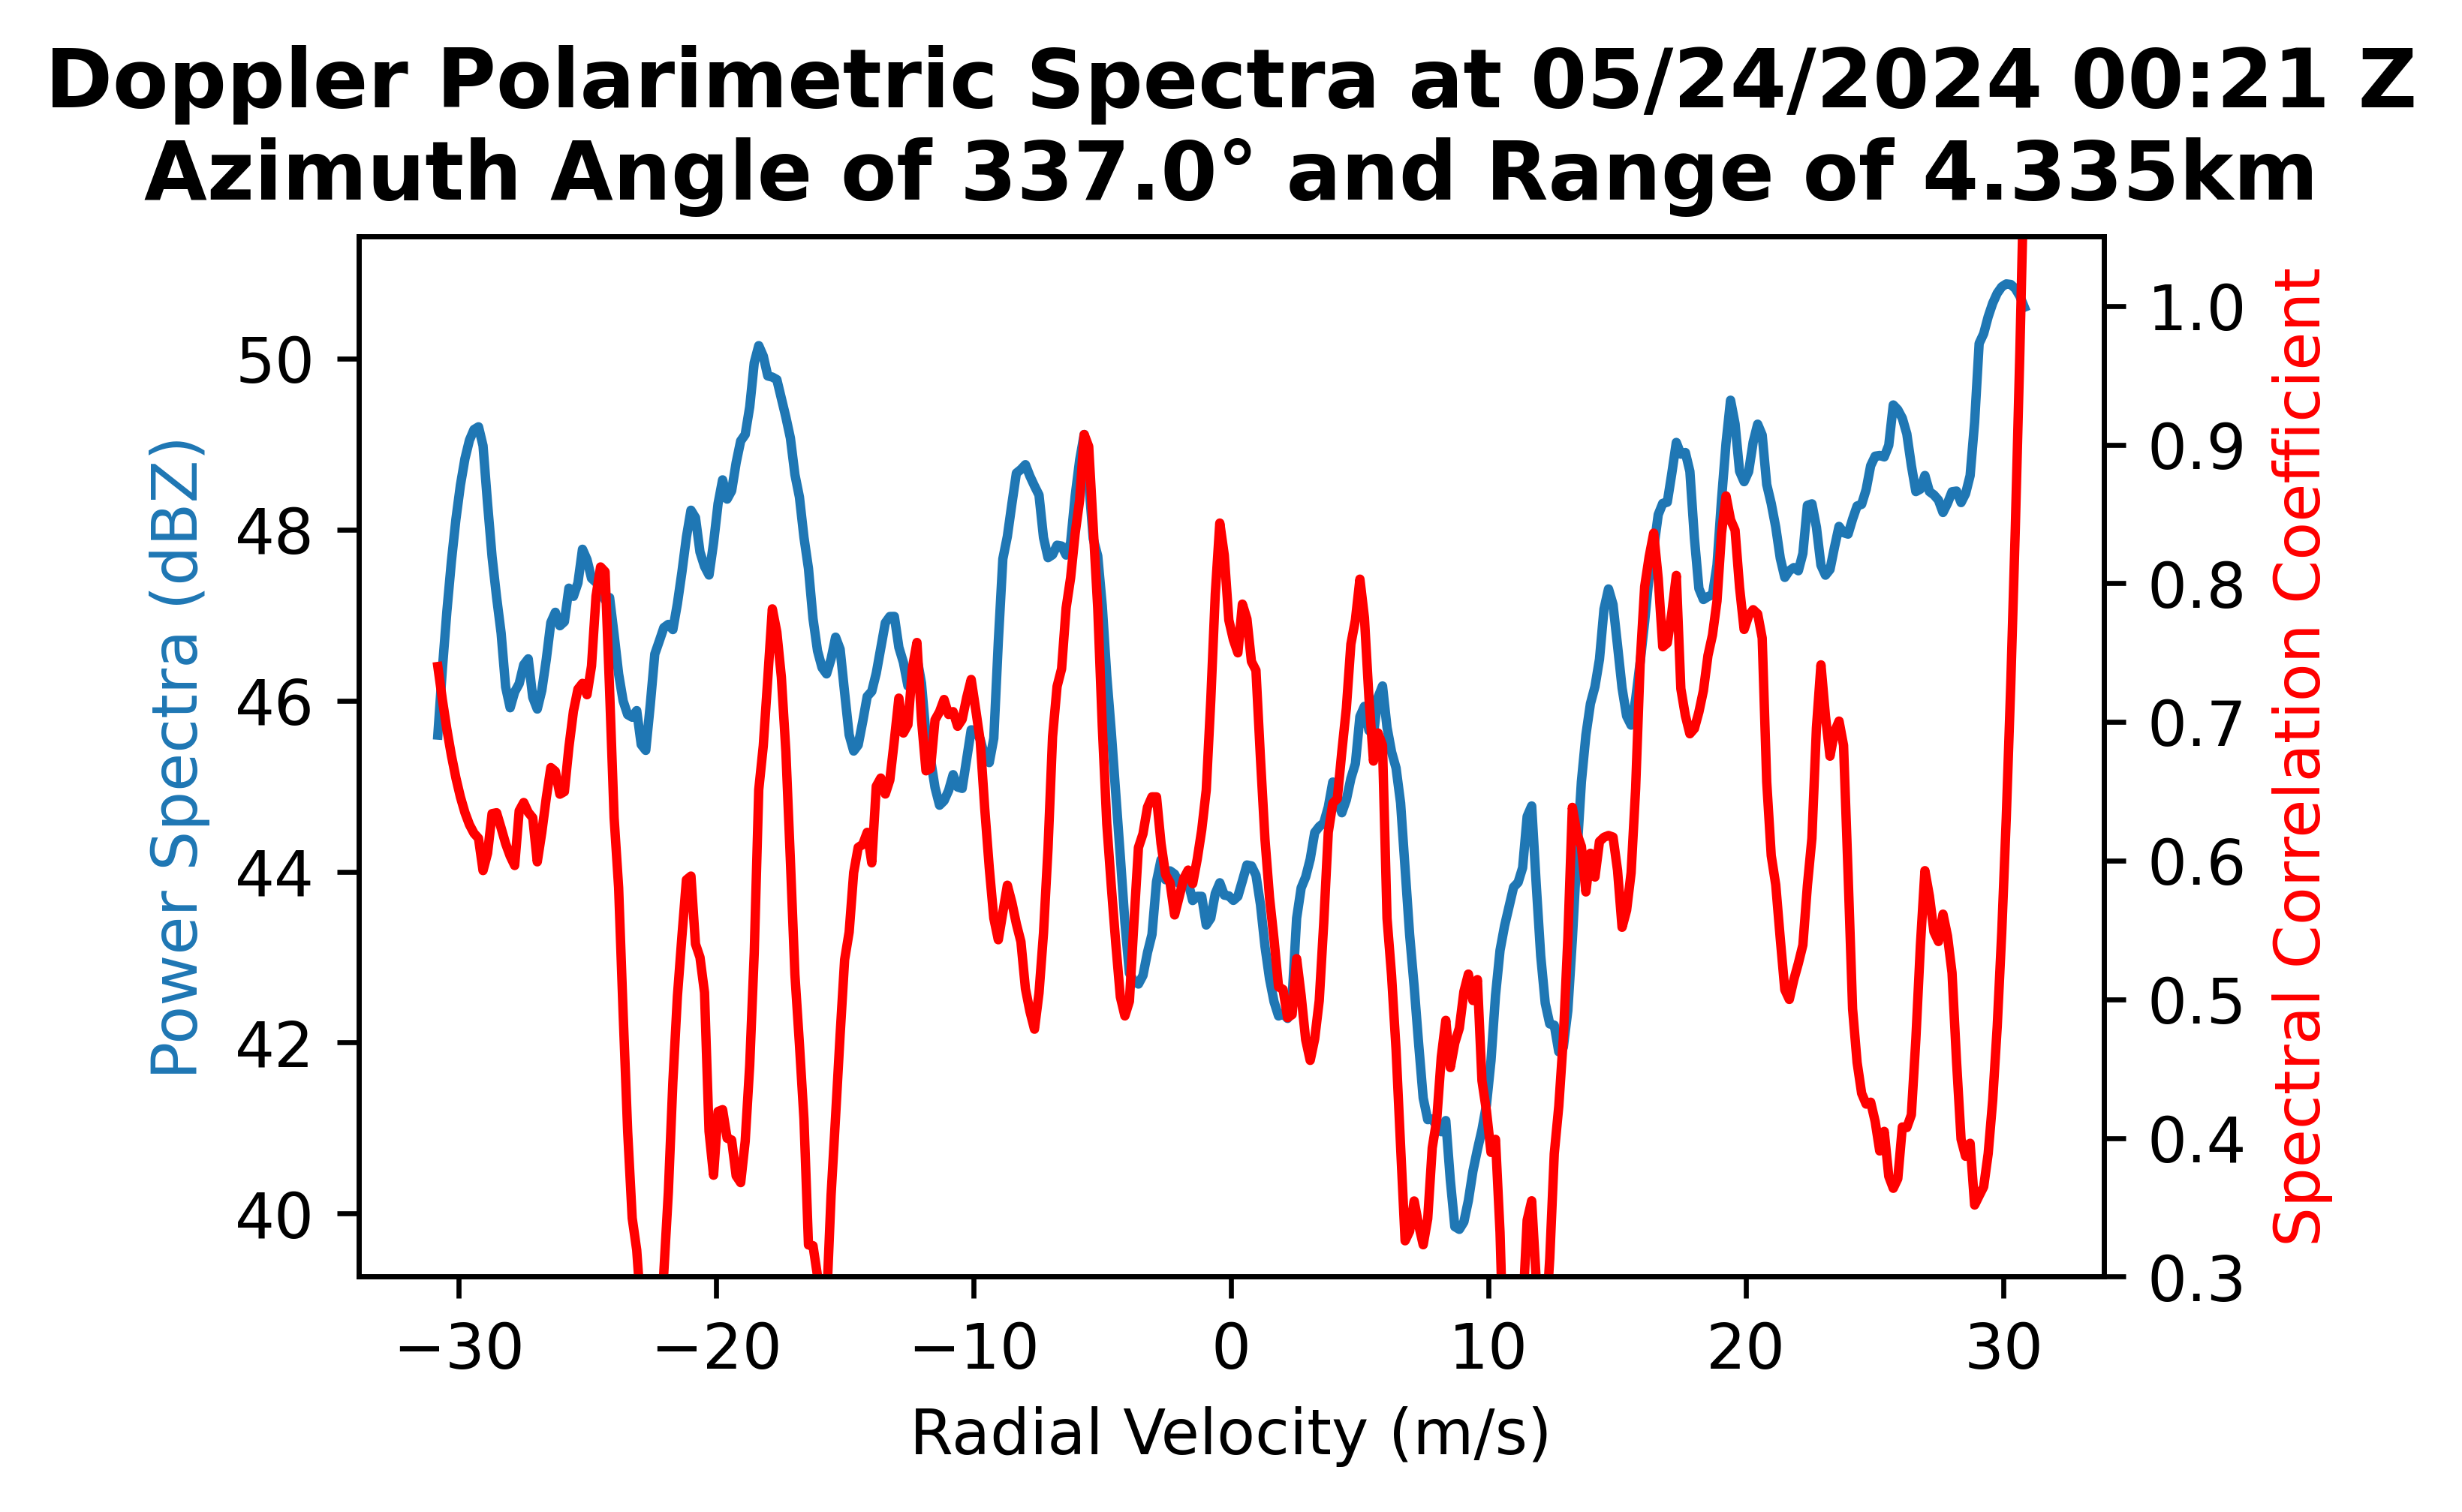 Doppler Polarimetric Spectra at 05/24/2024 00:21 Z
Azimuth Angle of 337.0° and Range of 4.335km
Power Spectra (dBZ)
50
48
46
44
42
40
1.0
0.9
0.8
0.7
0.6
0.5
0.4
0.3
Spectral Correlation Coefficient
−30 −20 −10 0 10 20 30
Radial Velocity (m/s)